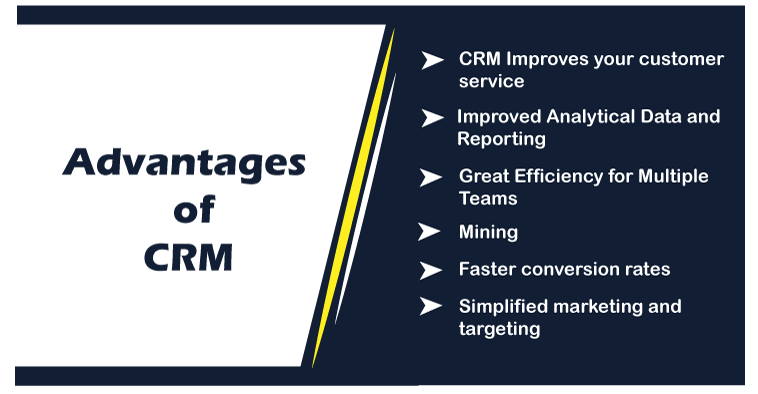 Advantages
of
CRM
CRM Improves your customer
service
Improved Analytical Data and
Reporting
Great Efficiency for Multiple
Teams
Mining
Faster conversion rates
Simplified marketing and
targeting